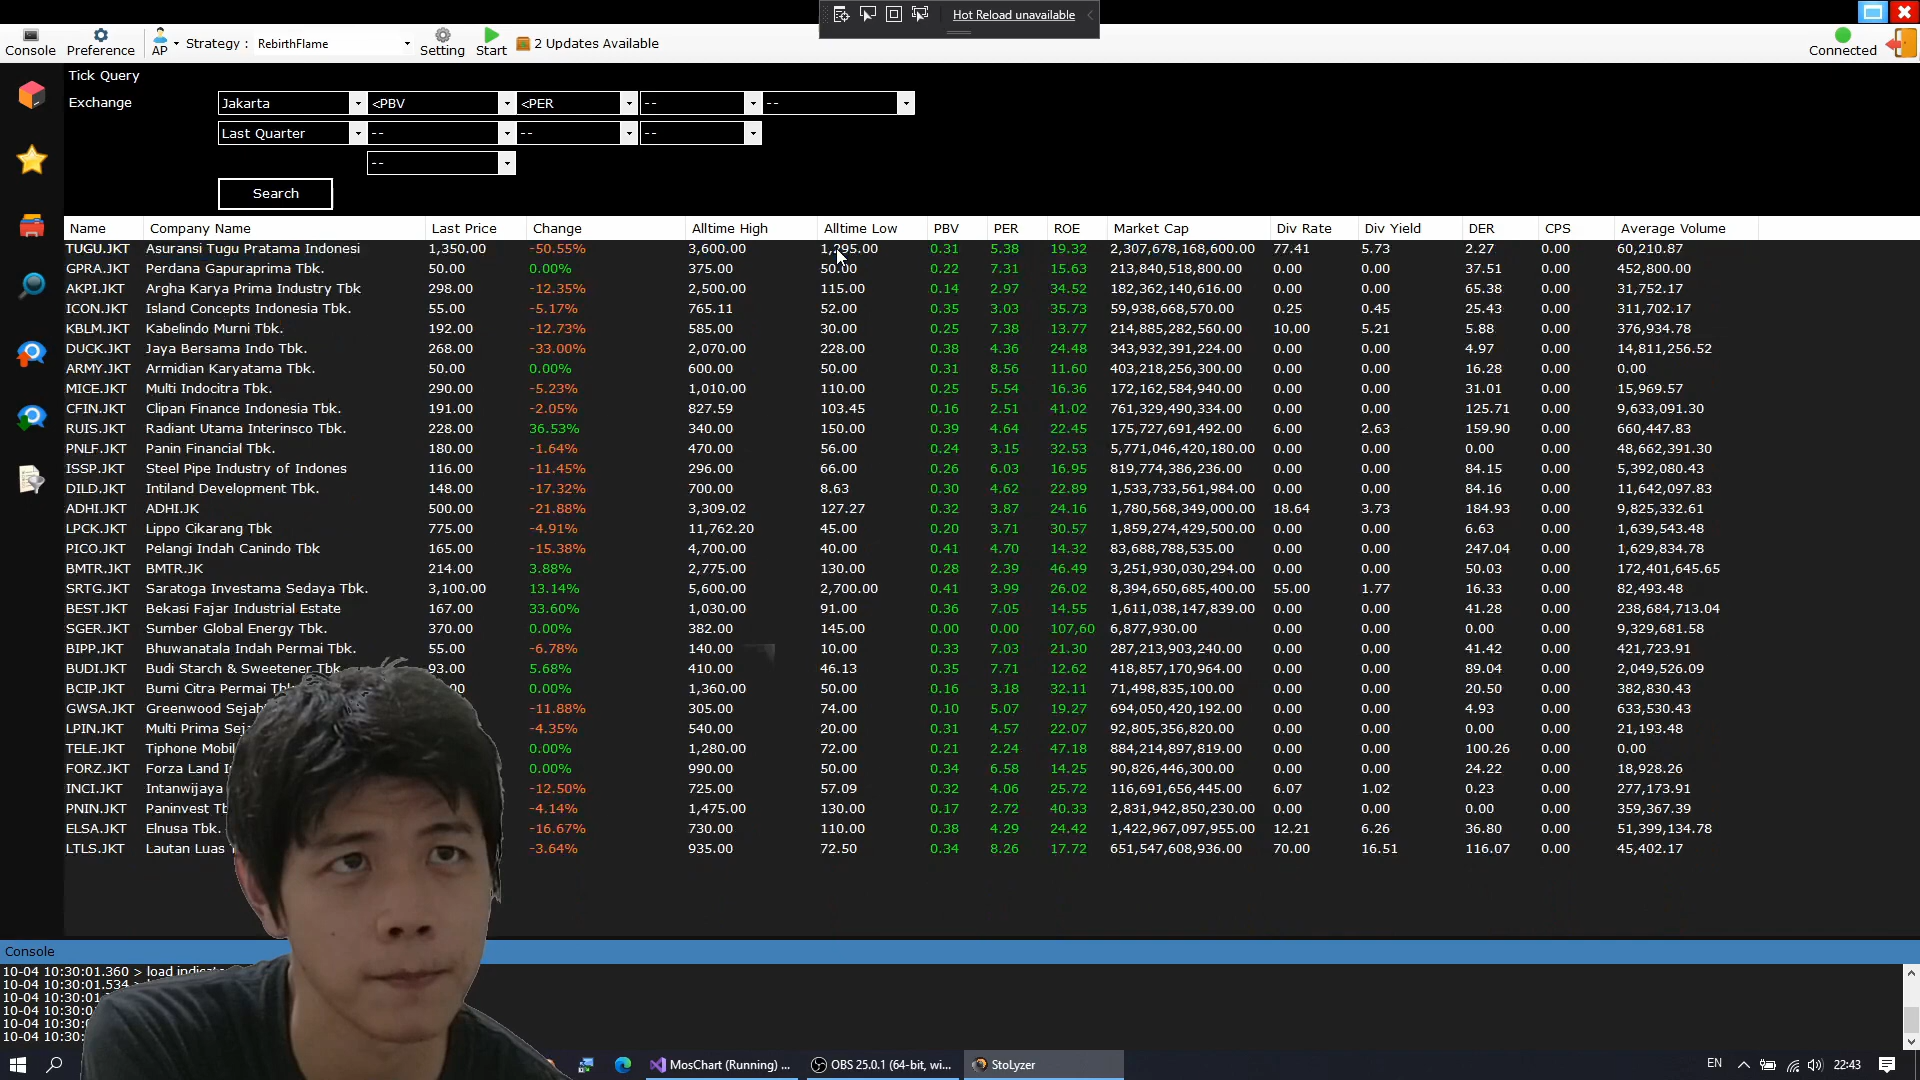 Hot Reload unavailable
Console Preference AP Strategy : RebirthFlame Setting Start 2 Updates Available Connected
Tick Query
Exchange Jakarta <PBV <PER -- --
Last Quarter -- -- --
--
Search
Name Company Name Last Price Change Alltime High Alltime Low PBV PER ROE Market Cap Div Rate Div Yield DER CPS Average Volume
TUGU.JKT Asuransi Tugu Pratama Indonesi 1,350.00 -50.55% 3,600.00 1,295.00 0.31 5.38 19.32 2,307,678,168,600.00 77.41 5.73 2.27 0.00 60,210.87
GPRA.JKT Perdana Gapuraprima Tbk. 50.00 0.00% 375.00 50.00 0.22 7.31 15.63 213,840,518,800.00 0.00 0.00 37.51 0.00 452,800.00
AKPI.JKT Argha Karya Prima Industry Tbk 298.00 -12.35% 2,500.00 115.00 0.14 2.97 34.52 182,362,140,616.00 0.00 0.00 65.38 0.00 31,752.17
ICON.JKT Island Concepts Indonesia Tbk. 55.00 -5.17% 765.11 52.00 0.35 3.03 35.73 59,938,668,570.00 0.25 0.45 25.43 0.00 311,702.17
KBLM.JKT Kabelindo Murni Tbk. 192.00 -12.73% 585.00 30.00 0.25 7.38 13.77 214,885,282,560.00 10.00 5.21 5.88 0.00 376,934.78
DUCK.JKT Jaya Bersama Indo Tbk. 268.00 -33.00% 2,070.00 228.00 0.38 4.36 24.48 343,932,391,224.00 0.00 0.00 4.97 0.00 14,811,256.52
ARMY.JKT Armidian Karyatama Tbk. 50.00 0.00% 600.00 50.00 0.31 8.56 11.60 403,218,256,300.00 0.00 0.00 16.28 0.00 0.00
MICE.JKT Multi Indocitra Tbk. 290.00 -5.23% 1,010.00 110.00 0.25 5.54 16.36 172,162,584,940.00 0.00 0.00 31.01 0.00 15,969.57
CFIN.JKT Clipan Finance Indonesia Tbk. 191.00 -2.05% 827.59 103.45 0.16 2.51 41.02 761,329,490,334.00 0.00 0.00 125.71 0.00 9,633,091.30
RUIS.JKT Radiant Utama Interinsco Tbk. 228.00 36.53% 340.00 150.00 0.39 4.64 22.45 175,727,691,492.00 6.00 2.63 159.90 0.00 660,447.83
PNLF.JKT Panin Financial Tbk. 180.00 -1.64% 470.00 56.00 0.24 3.15 32.53 5,771,046,420,180.00 0.00 0.00 0.00 0.00 48,662,391.30
ISSP.JKT Steel Pipe Industry of Indones 116.00 -11.45% 296.00 66.00 0.26 6.03 16.95 819,774,386,236.00 0.00 0.00 84.15 0.00 5,392,080.43
DILD.JKT Intiland Development Tbk. 148.00 -17.32% 700.00 8.63 0.30 4.62 22.89 1,533,733,561,984.00 0.00 0.00 84.16 0.00 11,642,097.83
ADHI.JKT ADHI.JK 500.00 -21.88% 3,309.02 127.27 0.32 3.87 24.16 1,780,568,349,000.00 18.64 3.73 184.93 0.00 9,825,332.61
LPCK.JKT Lippo Cikarang Tbk 775.00 -4.91% 11,762.20 45.00 0.20 3.71 30.57 1,859,274,429,500.00 0.00 0.00 6.63 0.00 1,639,543.48
PICO.JKT Pelangi Indah Canindo Tbk 165.00 -15.38% 4,700.00 40.00 0.41 4.70 14.32 83,688,788,535.00 0.00 0.00 247.04 0.00 1,629,834.78
BMTR.JKT BMTR.JK 214.00 3.88% 2,775.00 130.00 0.28 2.39 46.49 3,251,930,030,294.00 0.00 0.00 50.03 0.00 172,401,645.65
SRTG.JKT Saratoga Investama Sedaya Tbk. 3,100.00 13.14% 5,600.00 2,700.00 0.41 3.99 26.02 8,394,650,685,400.00 55.00 1.77 16.33 0.00 82,493.48
BEST.JKT Bekasi Fajar Industrial Estate 167.00 33.60% 1,030.00 91.00 0.36 7.05 14.55 1,611,038,147,839.00 0.00 0.00 41.28 0.00 238,684,713.04
SGER.JKT Sumber Global Energy Tbk. 370.00 0.00% 382.00 145.00 0.00 0.00 107,60 6,877,930.00 0.00 0.00 0.00 0.00 9,329,681.58
BIPP.JKT Bhuwanatala Indah Permai Tbk. 55.00 -6.78% 140.00 10.00 0.33 7.03 21.30 287,213,903,240.00 0.00 0.00 41.42 0.00 421,723.91
BUDI.JKT Budi Starch & Sweetener Tbk 93.00 5.68% 410.00 46.13 0.35 7.71 12.62 418,857,170,964.00 0.00 0.00 89.04 0.00 2,049,526.09
BCIP.JKT Bumi Citra Permai 0.00% 1,360.00 50.00 0.16 3.18 32.11 71,498,835,100.00 0.00 0.00 20.50 0.00 382,830.43
GWSA.JKT Greenwood -11.88% 305.00 74.00 0.10 5.07 19.27 694,050,420,192.00 0.00 0.00 4.93 0.00 633,530.43
LPIN.JKT Multi Prima -4.35% 540.00 20.00 0.31 4.57 22.07 92,805,356,820.00 0.00 0.00 0.00 0.00 21,193.48
TELE.JKT Tiphone 0.00% 1,280.00 72.00 0.21 2.24 47.18 884,214,897,819.00 0.00 0.00 100.26 0.00 0.00
FORZ.JKT Forza Land 0.00% 990.00 50.00 0.34 6.58 14.25 90,826,446,300.00 0.00 0.00 24.22 0.00 18,928.26
INCI.JKT Intanwijaya -12.50% 725.00 57.09 0.32 4.06 25.72 116,691,656,445.00 6.07 1.02 0.23 0.00 277,173.91
PNIN.JKT Paninvest -4.14% 1,475.00 130.00 0.17 2.72 40.33 2,831,942,850,230.00 0.00 0.00 0.00 0.00 359,367.39
ELSA.JKT Elnusa Tbk. -16.67% 730.00 110.00 0.38 4.29 24.42 1,422,967,097,955.00 12.21 6.26 36.80 0.00 51,399,134.78
LTLS.JKT Lautan Luas -3.64% 935.00 72.50 0.34 8.26 17.72 651,547,608,936.00 70.00 16.51 116.07 0.00 45,402.17
Console
10-04 10:30:01.360 > load
10-04 10:30:01.534 >
10-04
10-04
10-04
10-04
MosChart (Running) ... OBS 25.0.1 (64-bit, wi... StoLyzer EN 22:43